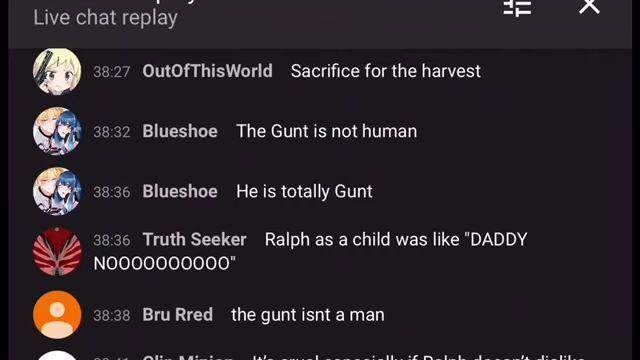 Live chat replay
38:27 OutOfThisWorld Sacrifice for the harvest
38:32 Blueshoe The Gunt is not human
38:36 Blueshoe He is totally Gunt
38:36 Truth Seeker Ralph as a child was like "DADDY
NOOOOOOOOOO"
38:38 Bru Rred the gunt isnt a man